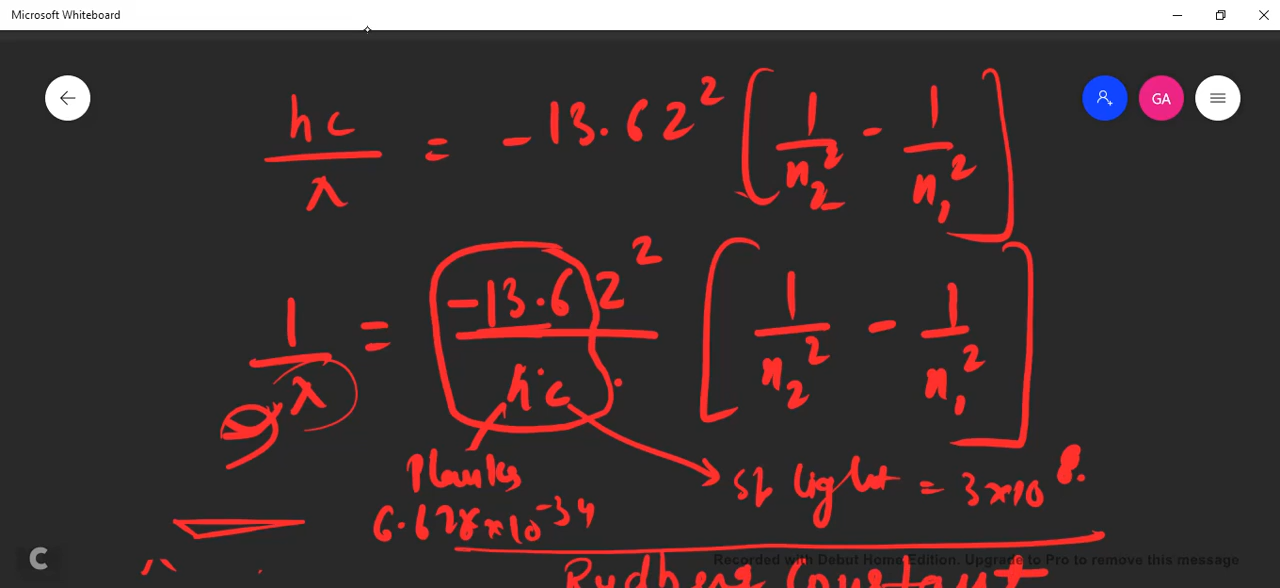 Microsoft Whiteboard
GA
hc/λ = -13.6Z² [1/n₂² - 1/n₁²]
1/λ = -13.6Z²/hc · [1/n₂² - 1/n₁²]
Planks
sp light = 3×10⁸.
6.628×10⁻³⁴
Recorded with Debut Home Edition. Upgrade to Pro to remove this message
Rydberg Constant
C